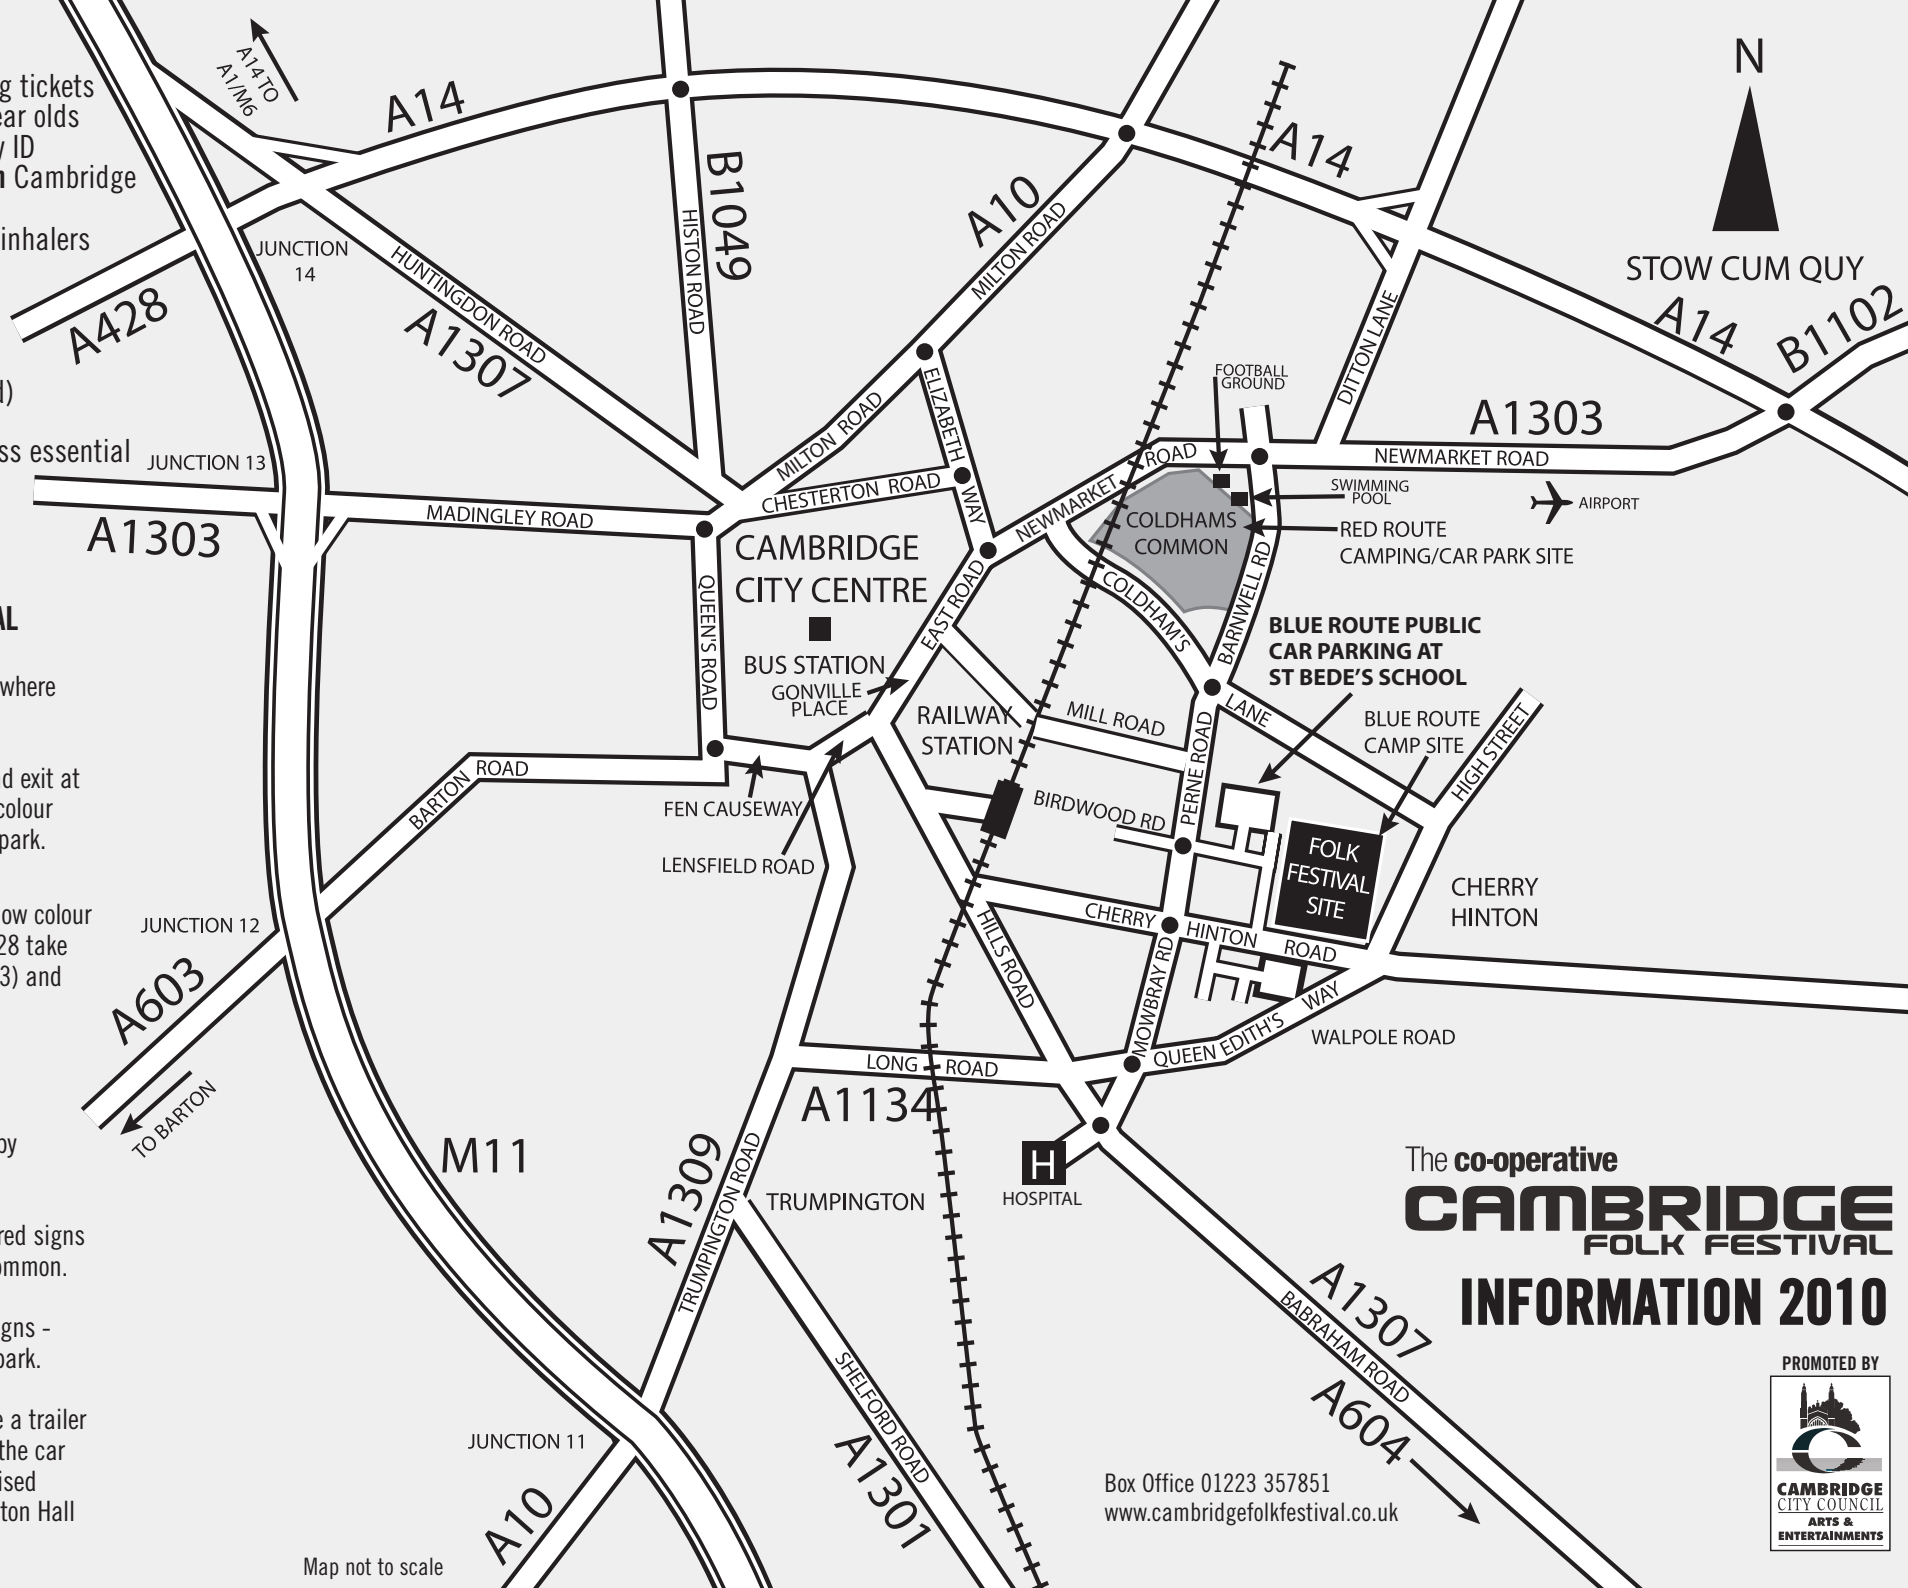 g tickets
ear olds
y ID
n Cambridge
inhalers
d)
ss essential
AL
where
nd exit at
colour
park.
ow colour
28 take
3) and
by
red signs
ommon.
gns -
park.
e a trailer
the car
ised
ton Hall
A14 TO
A1/M6
A14
B1049
HISTON ROAD
A10
MILTON ROAD
A14
N
STOW CUM QUY
A14
B1102
JUNCTION
14
A428
HUNTINGDON ROAD
A1307
DITTON LANE
FOOTBALL
GROUND
A1303
NEWMARKET ROAD
ELIZABETH
WAY
MILTON ROAD
CHESTERTON ROAD
JUNCTION 13
A1303
MADINGLEY ROAD
NEWMARKET
ROAD
SWIMMING
POOL
AIRPORT
COLDHAMS
COMMON
RED ROUTE
CAMPING/CAR PARK SITE
CAMBRIDGE
CITY CENTRE
BUS STATION
GONVILLE
PLACE
QUEEN'S ROAD
EAST ROAD
COLDHAM'S
LANE
BARNWELL RD
BLUE ROUTE PUBLIC
CAR PARKING AT
ST BEDE'S SCHOOL
RAILWAY
STATION
MILL ROAD
BLUE ROUTE
CAMP SITE
HIGH STREET
BARTON ROAD
FEN CAUSEWAY
LENSFIELD ROAD
BIRDWOOD RD
PERNE ROAD
FOLK
FESTIVAL
SITE
CHERRY
HINTON
JUNCTION 12
A603
TO BARTON
CHERRY HINTON ROAD
HILLS ROAD
MOWBRAY RD
QUEEN EDITH'S WAY
WALPOLE ROAD
LONG ROAD
A1134
M11
A1309
TRUMPINGTON ROAD
TRUMPINGTON
H
HOSPITAL
A1307
BABRAHAM ROAD
A604
SHELFORD ROAD
A1301
JUNCTION 11
A10
Map not to scale
Box Office 01223 357851
www.cambridgefolkfestival.co.uk
The co-operative
CAMBRIDGE
FOLK FESTIVAL
INFORMATION 2010
PROMOTED BY
CAMBRIDGE
CITY COUNCIL
ARTS &
ENTERTAINMENTS